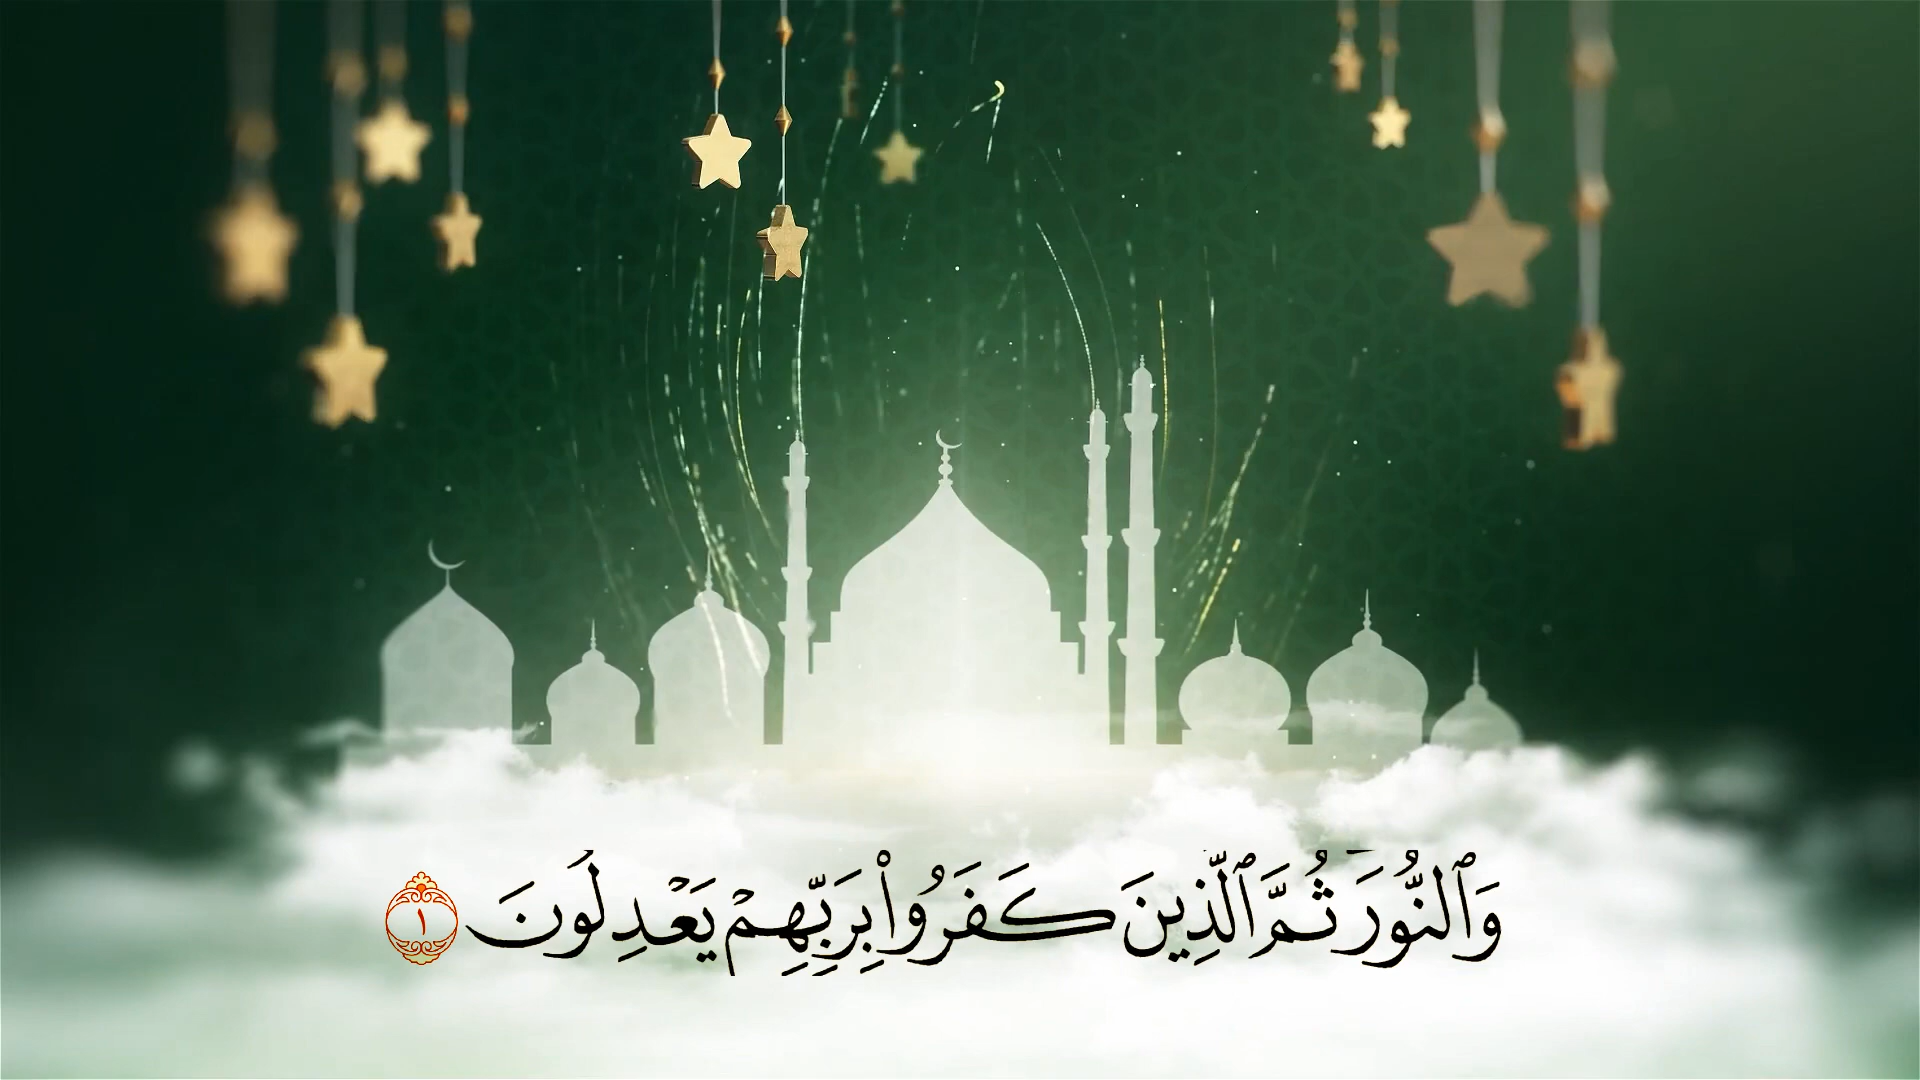 وَٱلنُّورَ ثُمَّ ٱلَّذِينَ كَفَرُوا۟ بِرَبِّهِمْ يَعْدِلُونَ ١